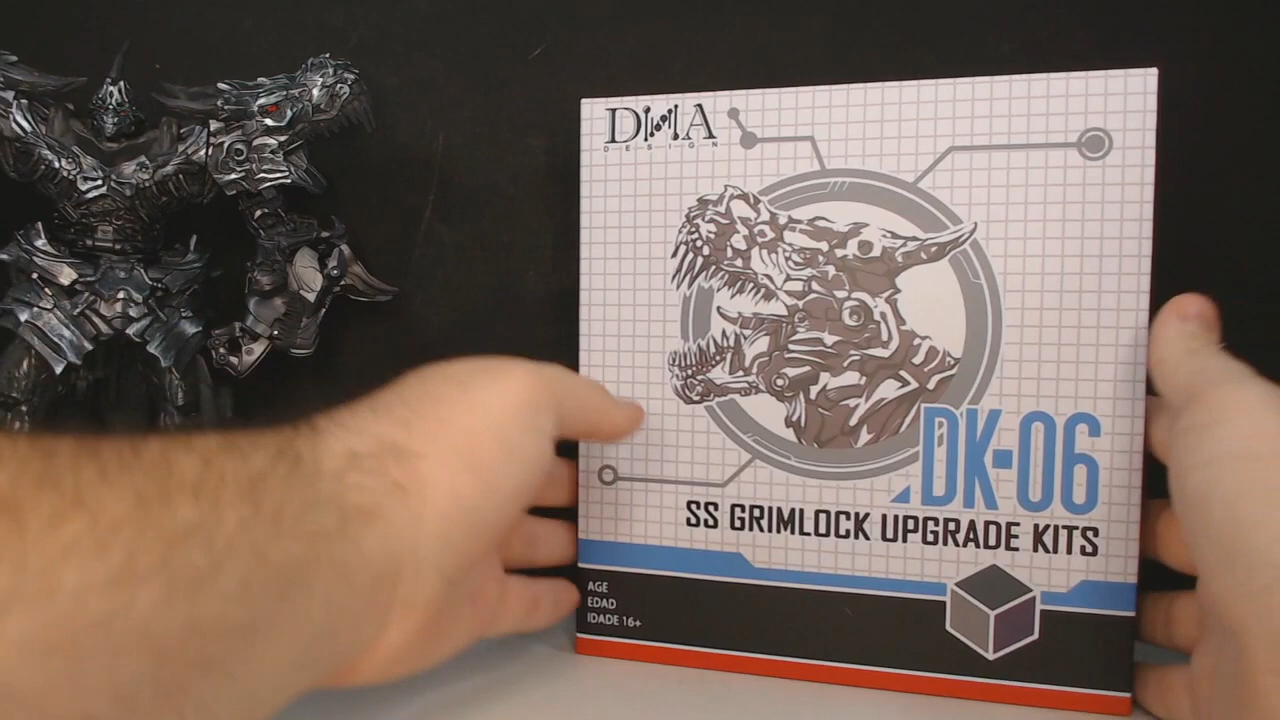 DNA
DESIGN
DK-06
SS GRIMLOCK UPGRADE KITS
AGE
EDAD
IDADE 16+